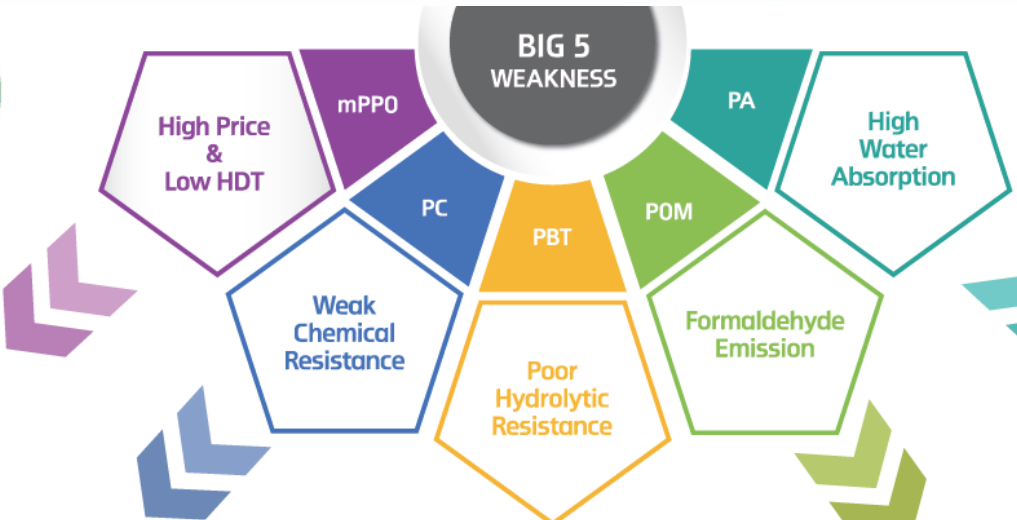 BIG 5
WEAKNESS
mPPO
High Price
&
Low HDT
PC
Weak
Chemical
Resistance
PBT
Poor
Hydrolytic
Resistance
POM
Formaldehyde
Emission
PA
High
Water
Absorption